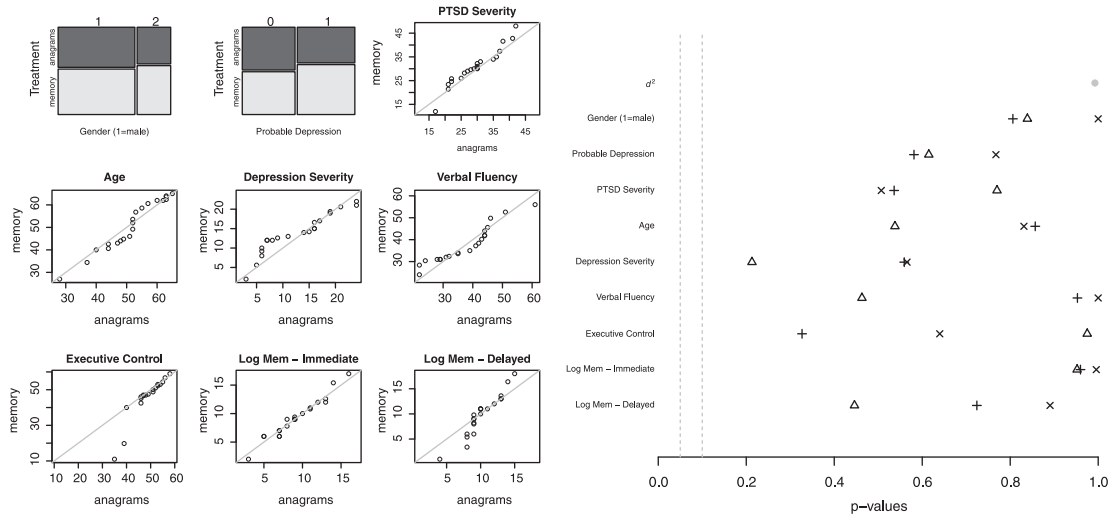 1 2
Treatment
anagrams
memory
Gender (1=male)
0 1
Treatment
anagrams
memory
Probable Depression
PTSD Severity
memory
45
30
15
15 25 35 45
anagrams
Age
memory
60
50
40
30
30 40 50 60
anagrams
Depression Severity
memory
20
15
10
5
5 10 15 20
anagrams
Verbal Fluency
memory
60
50
40
30
30 40 50 60
anagrams
Executive Control
memory
50
30
10
10 20 30 40 50 60
anagrams
Log Mem – Immediate
memory
15
10
5
5 10 15
anagrams
Log Mem – Delayed
memory
15
10
5
5 10 15
anagrams
d²
Gender (1=male)
Probable Depression
PTSD Severity
Age
Depression Severity
Verbal Fluency
Executive Control
Log Mem – Immediate
Log Mem – Delayed
0.0 0.2 0.4 0.6 0.8 1.0
p-values